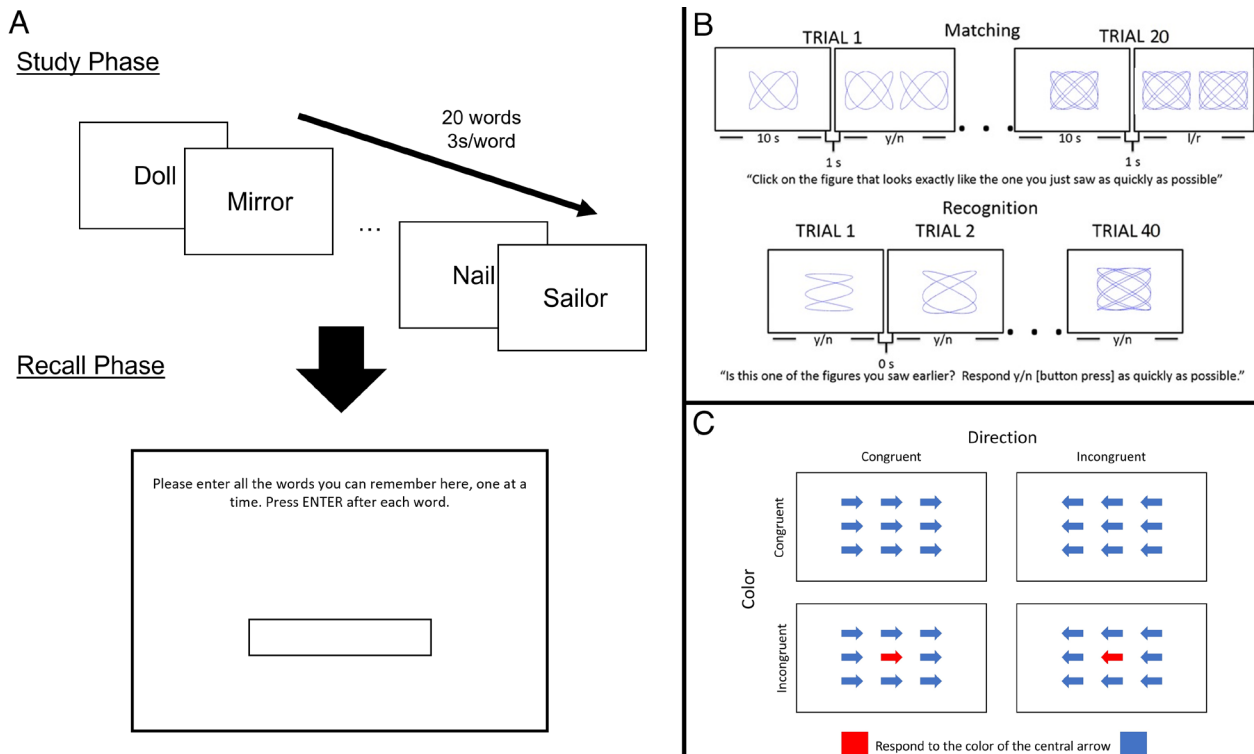 A
Study Phase
20 words
3s/word
Doll
Mirror
...
Nail
Sailor
Recall Phase
Please enter all the words you can remember here, one at a
time. Press ENTER after each word.
B
Matching
TRIAL 1
TRIAL 20
10 s
y/n
10 s
l/r
1 s
1 s
“Click on the figure that looks exactly like the one you just saw as quickly as possible”
Recognition
TRIAL 1
TRIAL 2
TRIAL 40
y/n
y/n
y/n
0 s
“Is this one of the figures you saw earlier? Respond y/n [button press] as quickly as possible.”
C
Direction
Congruent
Incongruent
Color
Congruent
Incongruent
Respond to the color of the central arrow